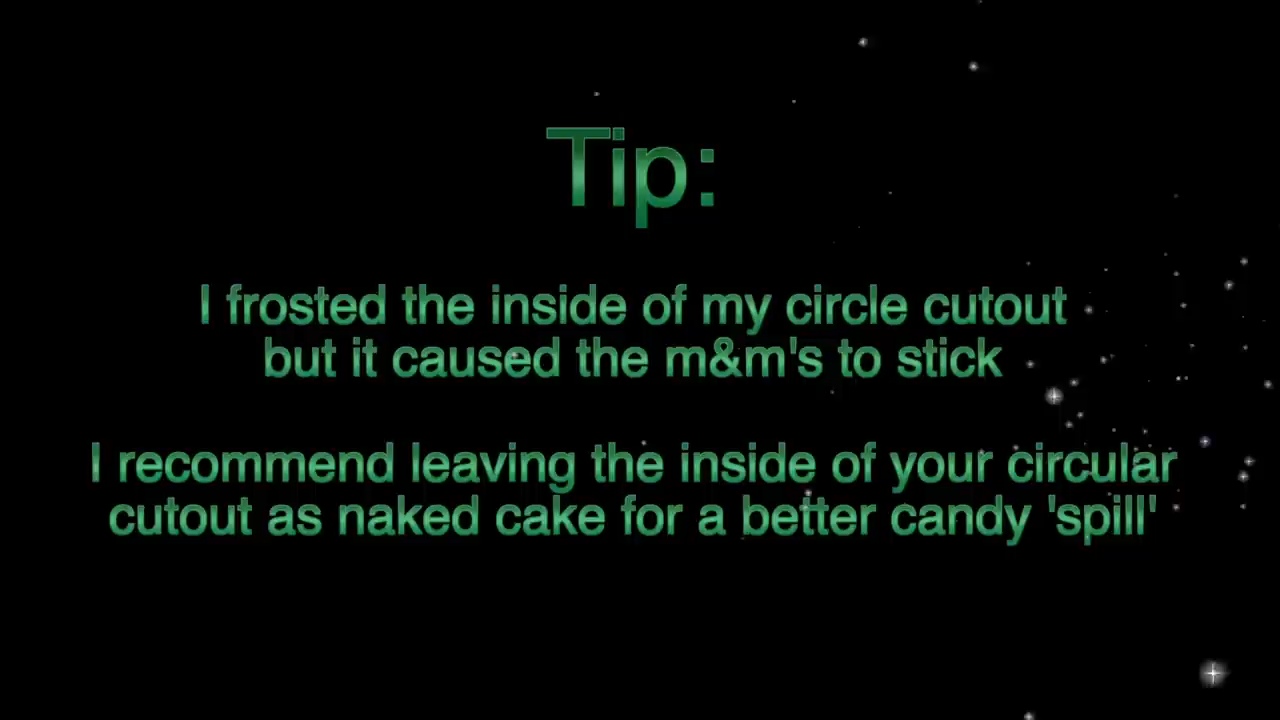 Tip:
I frosted the inside of my circle cutout
but it caused the m&m's to stick
I recommend leaving the inside of your circular
cutout as naked cake for a better candy 'spill'